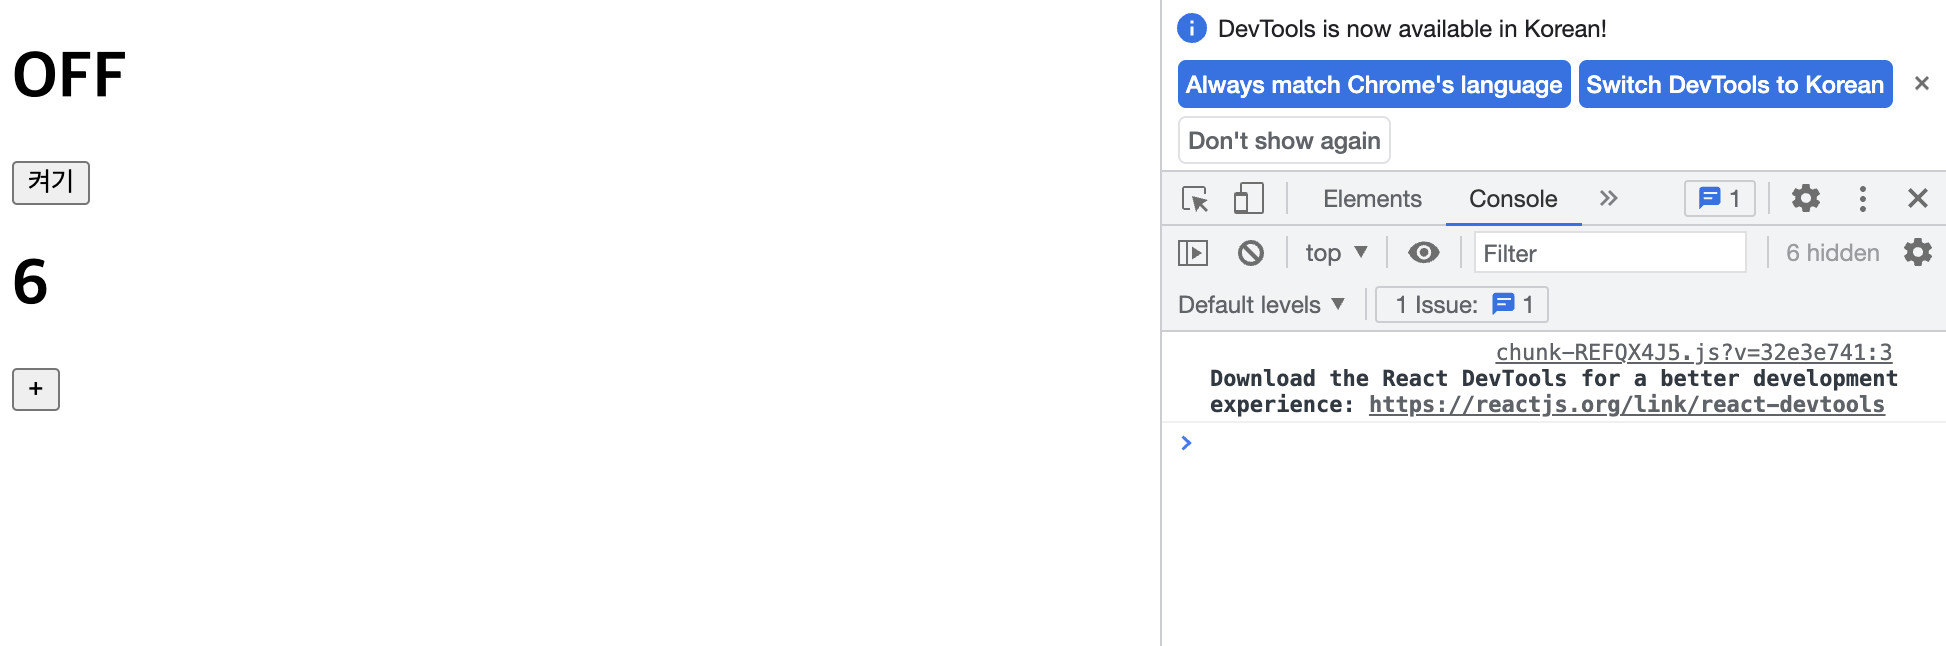 OFF
켜기
6
+
DevTools is now available in Korean!
Always match Chrome's language
Switch DevTools to Korean
Don't show again
Elements
Console
1
top
Filter
6 hidden
Default levels
1 Issue: 1
chunk-REFQX4J5.js?v=32e3e741:3
Download the React DevTools for a better development
experience: https://reactjs.org/link/react-devtools